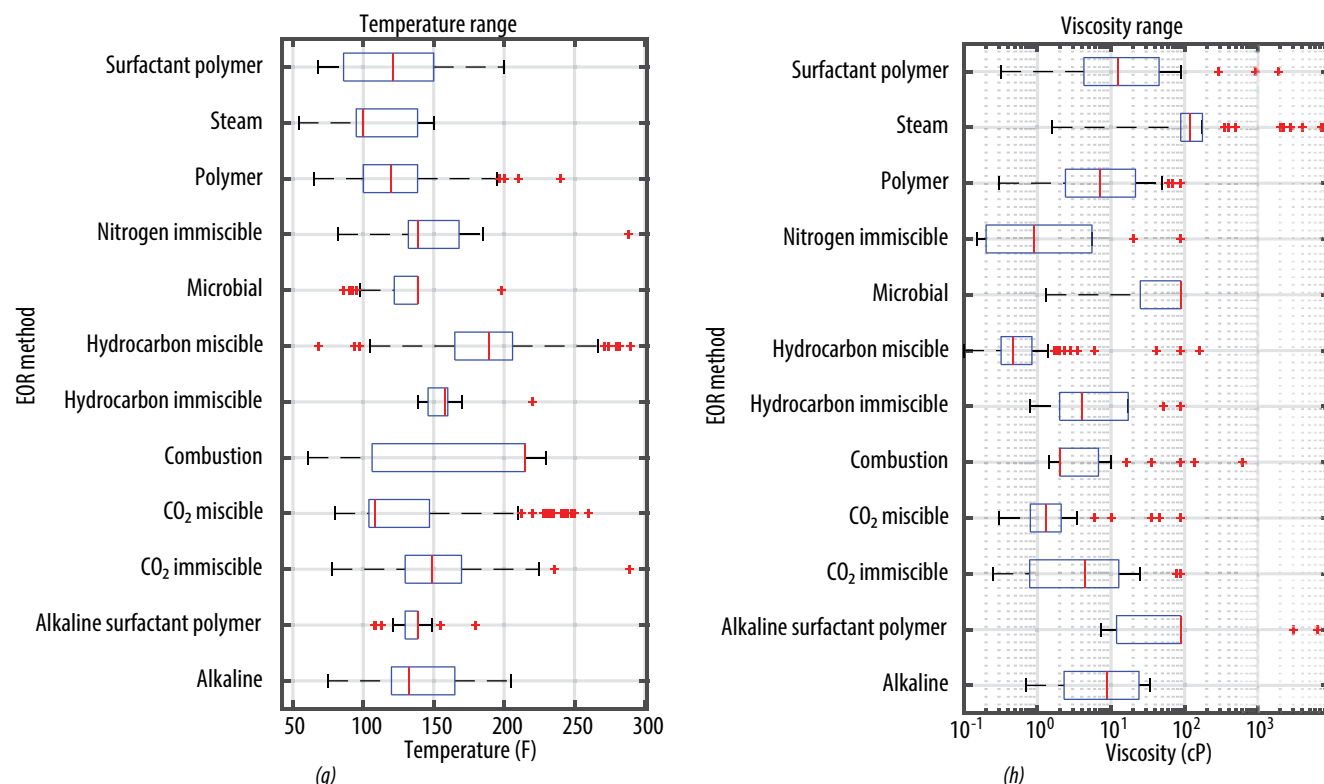 Temperature range
Surfactant polymer
Steam
Polymer
Nitrogen immiscible
Microbial
Hydrocarbon miscible
Hydrocarbon immiscible
Combustion
CO₂ miscible
CO₂ immiscible
Alkaline surfactant polymer
Alkaline
EOR method
50 100 150 200 250 300
Temperature (F)
(g)
Viscosity range
Surfactant polymer
Steam
Polymer
Nitrogen immiscible
Microbial
Hydrocarbon miscible
Hydrocarbon immiscible
Combustion
CO₂ miscible
CO₂ immiscible
Alkaline surfactant polymer
Alkaline
EOR method
10⁻¹ 10⁰ 10¹ 10² 10³
Viscosity (cP)
(h)